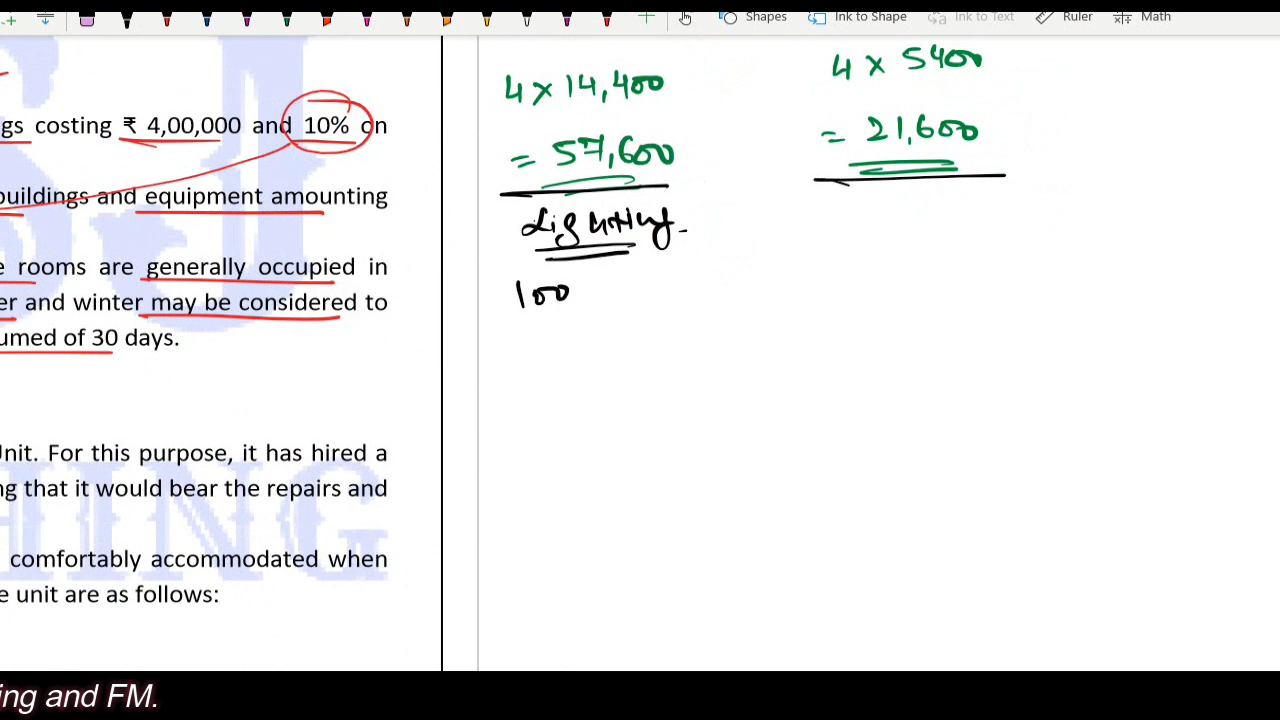 Shapes Ink to Shape Ink to Text Ruler Math
gs costing ₹ 4,00,000 and 10% on
buildings and equipment amounting
e rooms are generally occupied in
er and winter may be considered to
umed of 30 days.
Unit. For this purpose, it has hired a
ng that it would bear the repairs and
comfortably accommodated when
e unit are as follows:
4 × 14,400
= 57,600
Lighting.
100
4 × 5400
= 21,600
HING
ing and FM.